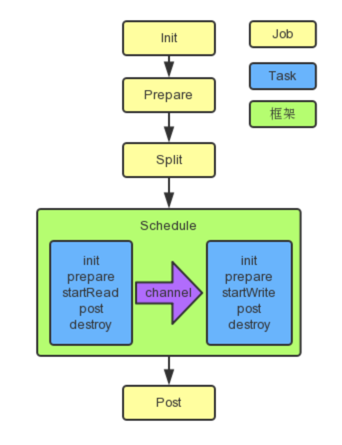 Init
Job
Prepare
Task
框架
Split
Schedule
init
prepare
startRead
post
destroy
channel
init
prepare
startWrite
post
destroy
Post